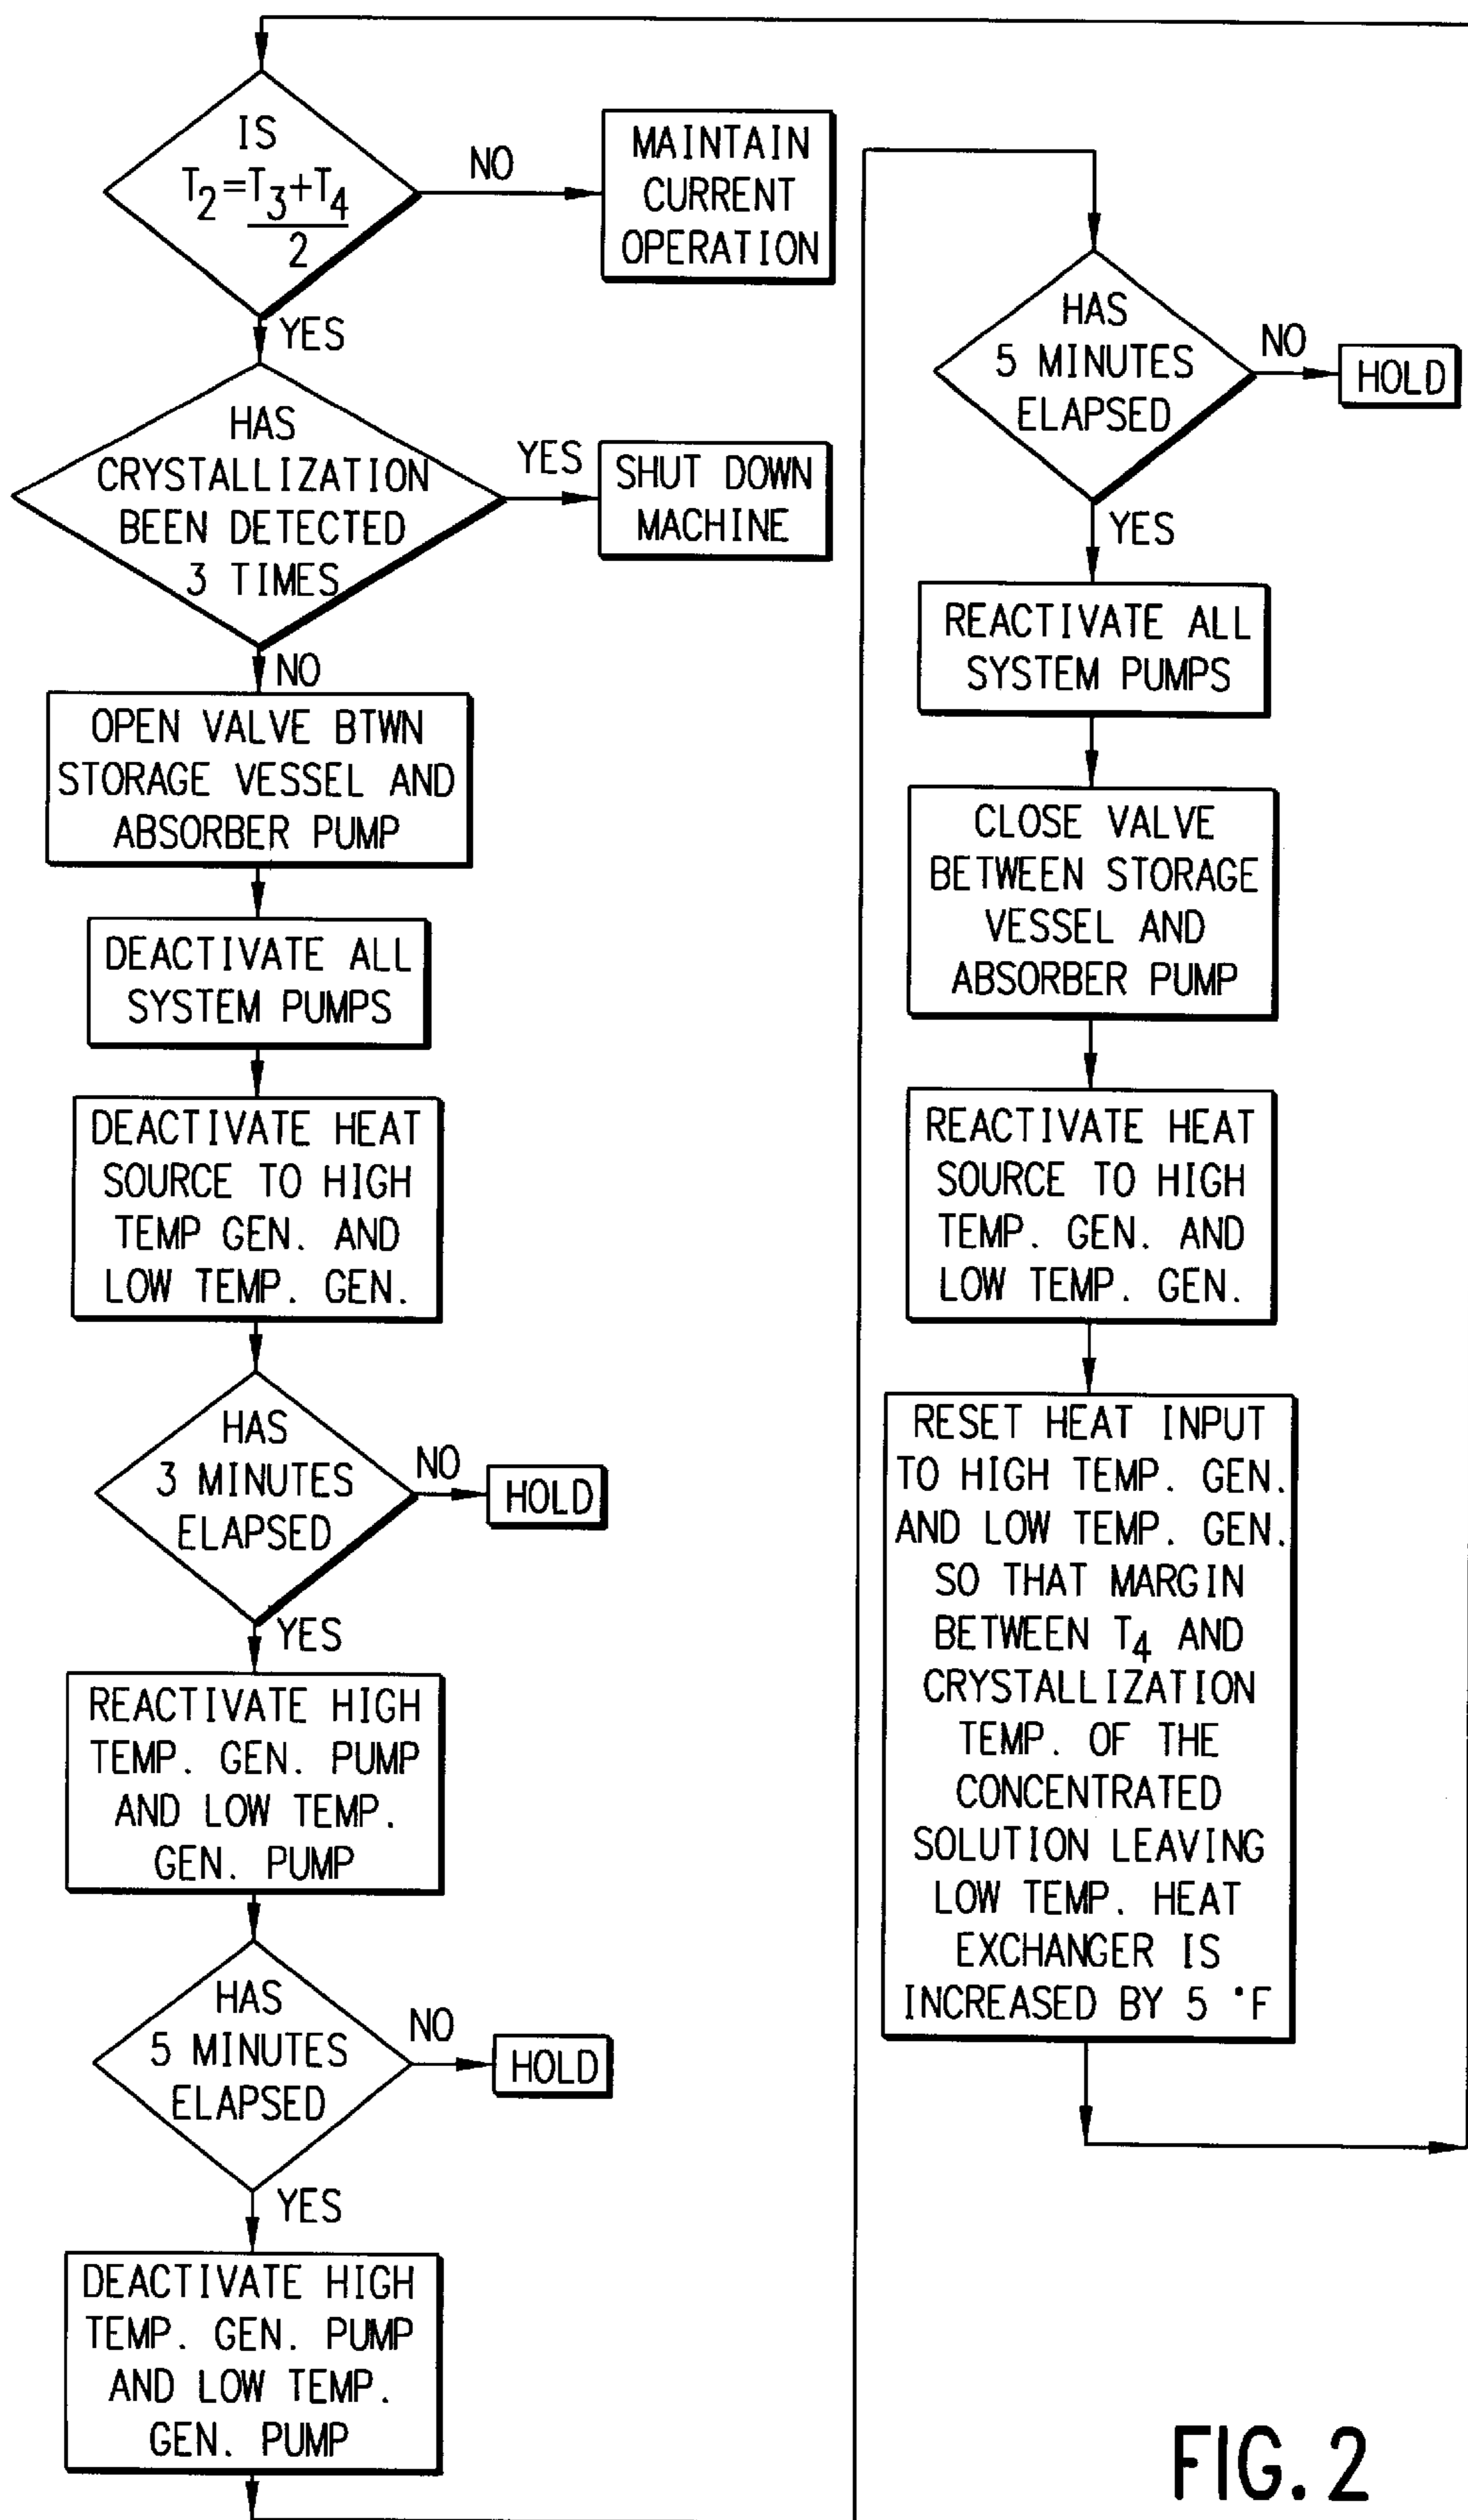 IS
T₂=T₃+T₄
2
NO
MAINTAIN
CURRENT
OPERATION
YES
HAS
CRYSTALLIZATION
BEEN DETECTED
3 TIMES
YES
SHUT DOWN
MACHINE
NO
OPEN VALVE BTWN
STORAGE VESSEL AND
ABSORBER PUMP
DEACTIVATE ALL
SYSTEM PUMPS
DEACTIVATE HEAT
SOURCE TO HIGH
TEMP GEN. AND
LOW TEMP. GEN.
HAS
3 MINUTES
ELAPSED
NO
HOLD
YES
REACTIVATE HIGH
TEMP. GEN. PUMP
AND LOW TEMP.
GEN. PUMP
HAS
5 MINUTES
ELAPSED
NO
HOLD
YES
DEACTIVATE HIGH
TEMP. GEN. PUMP
AND LOW TEMP.
GEN. PUMP
HAS
5 MINUTES
ELAPSED
NO
HOLD
YES
REACTIVATE ALL
SYSTEM PUMPS
CLOSE VALVE
BETWEEN STORAGE
VESSEL AND
ABSORBER PUMP
REACTIVATE HEAT
SOURCE TO HIGH
TEMP. GEN. AND
LOW TEMP. GEN.
RESET HEAT INPUT
TO HIGH TEMP. GEN.
AND LOW TEMP. GEN.
SO THAT MARGIN
BETWEEN T₄ AND
CRYSTALLIZATION
TEMP. OF THE
CONCENTRATED
SOLUTION LEAVING
LOW TEMP. HEAT
EXCHANGER IS
INCREASED BY 5 °F
FIG. 2